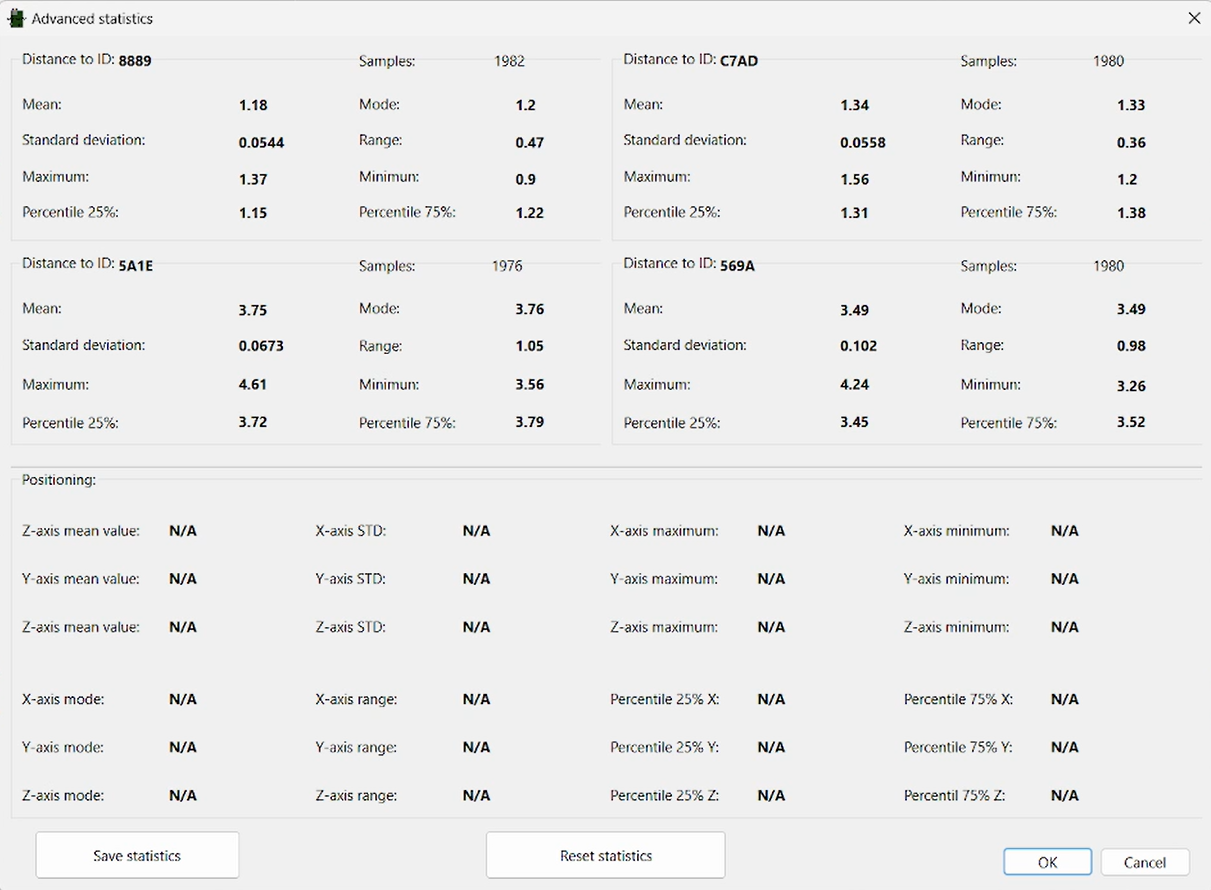 Advanced statistics
Distance to ID: 8889 Samples: 1982 Distance to ID: C7AD Samples: 1980
Mean: 1.18 Mode: 1.2 Mean: 1.34 Mode: 1.33
Standard deviation: 0.0544 Range: 0.47 Standard deviation: 0.0558 Range: 0.36
Maximum: 1.37 Minimun: 0.9 Maximum: 1.56 Minimun: 1.2
Percentile 25%: 1.15 Percentile 75%: 1.22 Percentile 25%: 1.31 Percentile 75%: 1.38
Distance to ID: 5A1E Samples: 1976 Distance to ID: 569A Samples: 1980
Mean: 3.75 Mode: 3.76 Mean: 3.49 Mode: 3.49
Standard deviation: 0.0673 Range: 1.05 Standard deviation: 0.102 Range: 0.98
Maximum: 4.61 Minimun: 3.56 Maximum: 4.24 Minimun: 3.26
Percentile 25%: 3.72 Percentile 75%: 3.79 Percentile 25%: 3.45 Percentile 75%: 3.52
Positioning:
Z-axis mean value: N/A X-axis STD: N/A X-axis maximum: N/A X-axis minimum: N/A
Y-axis mean value: N/A Y-axis STD: N/A Y-axis maximum: N/A Y-axis minimum: N/A
Z-axis mean value: N/A Z-axis STD: N/A Z-axis maximum: N/A Z-axis minimum: N/A
X-axis mode: N/A X-axis range: N/A Percentile 25% X: N/A Percentile 75% X: N/A
Y-axis mode: N/A Y-axis range: N/A Percentile 25% Y: N/A Percentile 75% Y: N/A
Z-axis mode: N/A Z-axis range: N/A Percentile 25% Z: N/A Percentil 75% Z: N/A
Save statistics Reset statistics OK Cancel